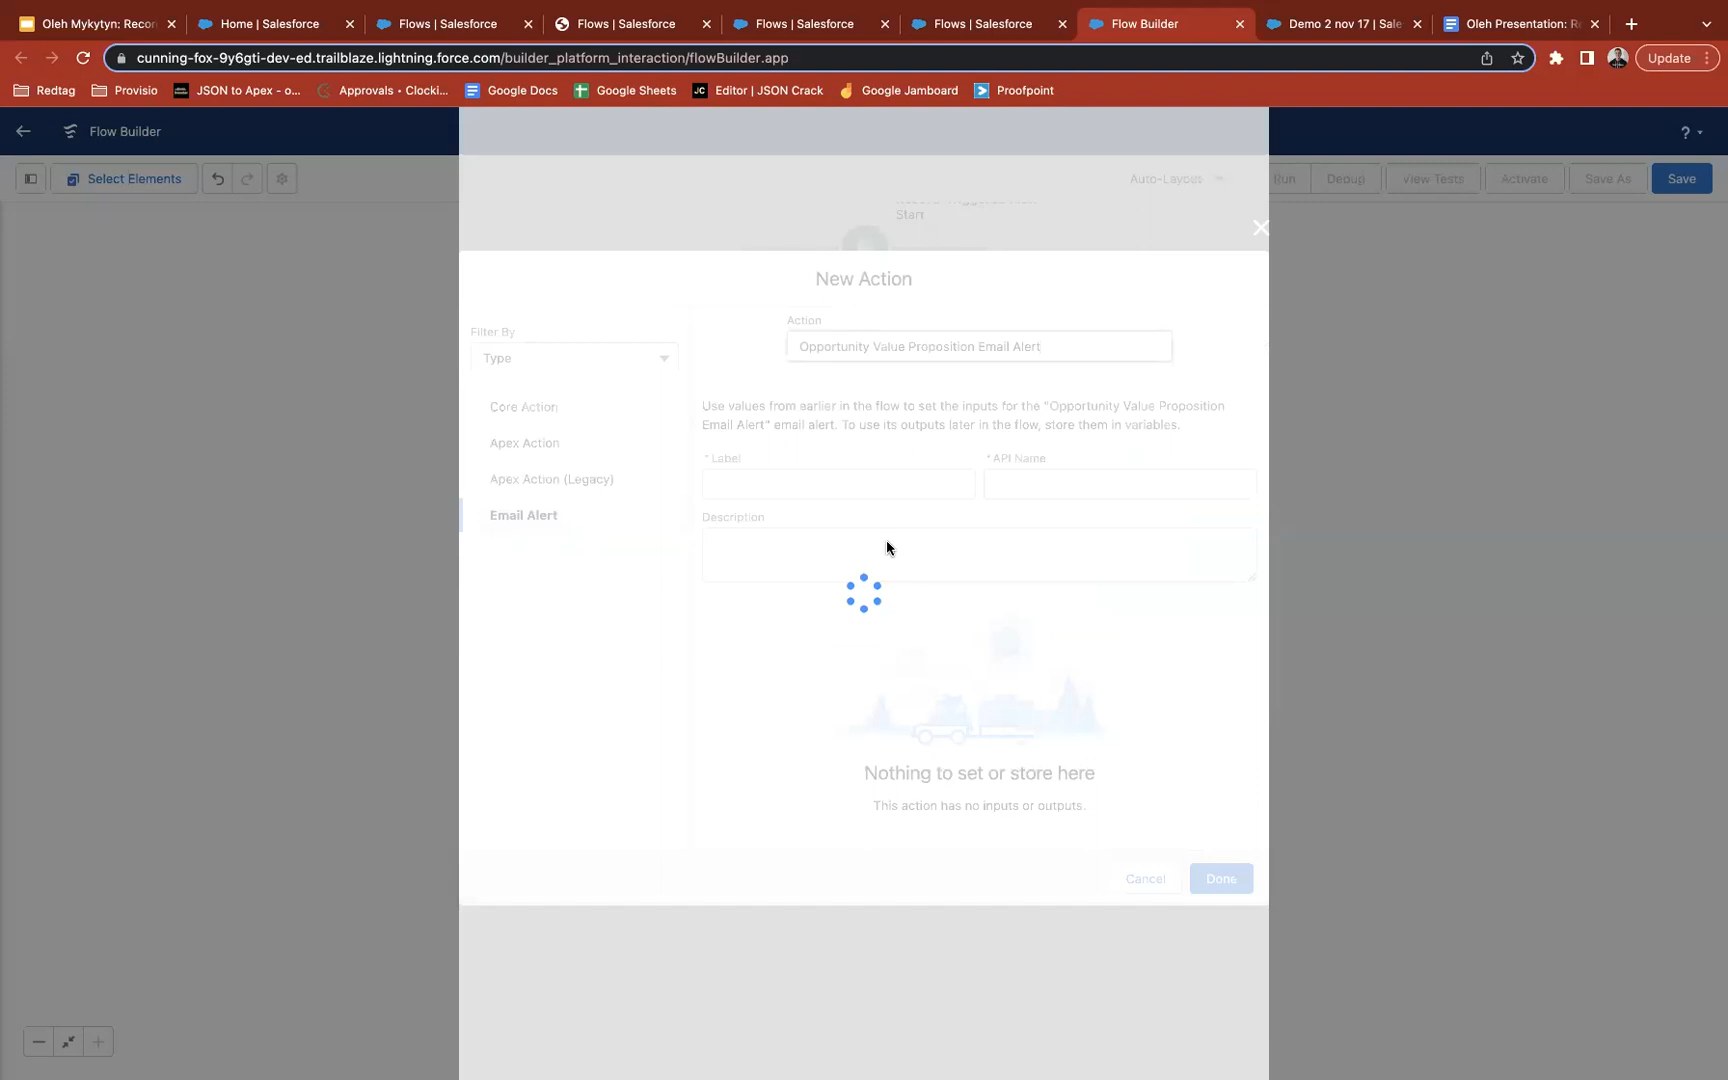 Oleh Mykytyn: Recor
Home | Salesforce
Flows | Salesforce
Flows | Salesforce
Flows | Salesforce
Flows | Salesforce
Flow Builder
Demo 2 nov 17 | Sale
Oleh Presentation: Re
cunning-fox-9y6gti-dev-ed.trailblaze.lightning.force.com/builder_platform_interaction/flowBuilder.app
Update
Redtag
Provisio
JSON to Apex - o...
Approvals • Clocki...
Google Docs
Google Sheets
JC
Editor | JSON Crack
Google Jamboard
Proofpoint
Flow Builder
?
Select Elements
Auto-Layout
Run
Debug
View Tests
Activate
Save As
Save
Start
New Action
Filter By
Type
Core Action
Apex Action
Apex Action (Legacy)
Email Alert
Action
Opportunity Value Proposition Email Alert
Use values from earlier in the flow to set the inputs for the "Opportunity Value Proposition
Email Alert" email alert. To use its outputs later in the flow, store them in variables.
* Label
* API Name
Description
Nothing to set or store here
This action has no inputs or outputs.
Cancel
Done